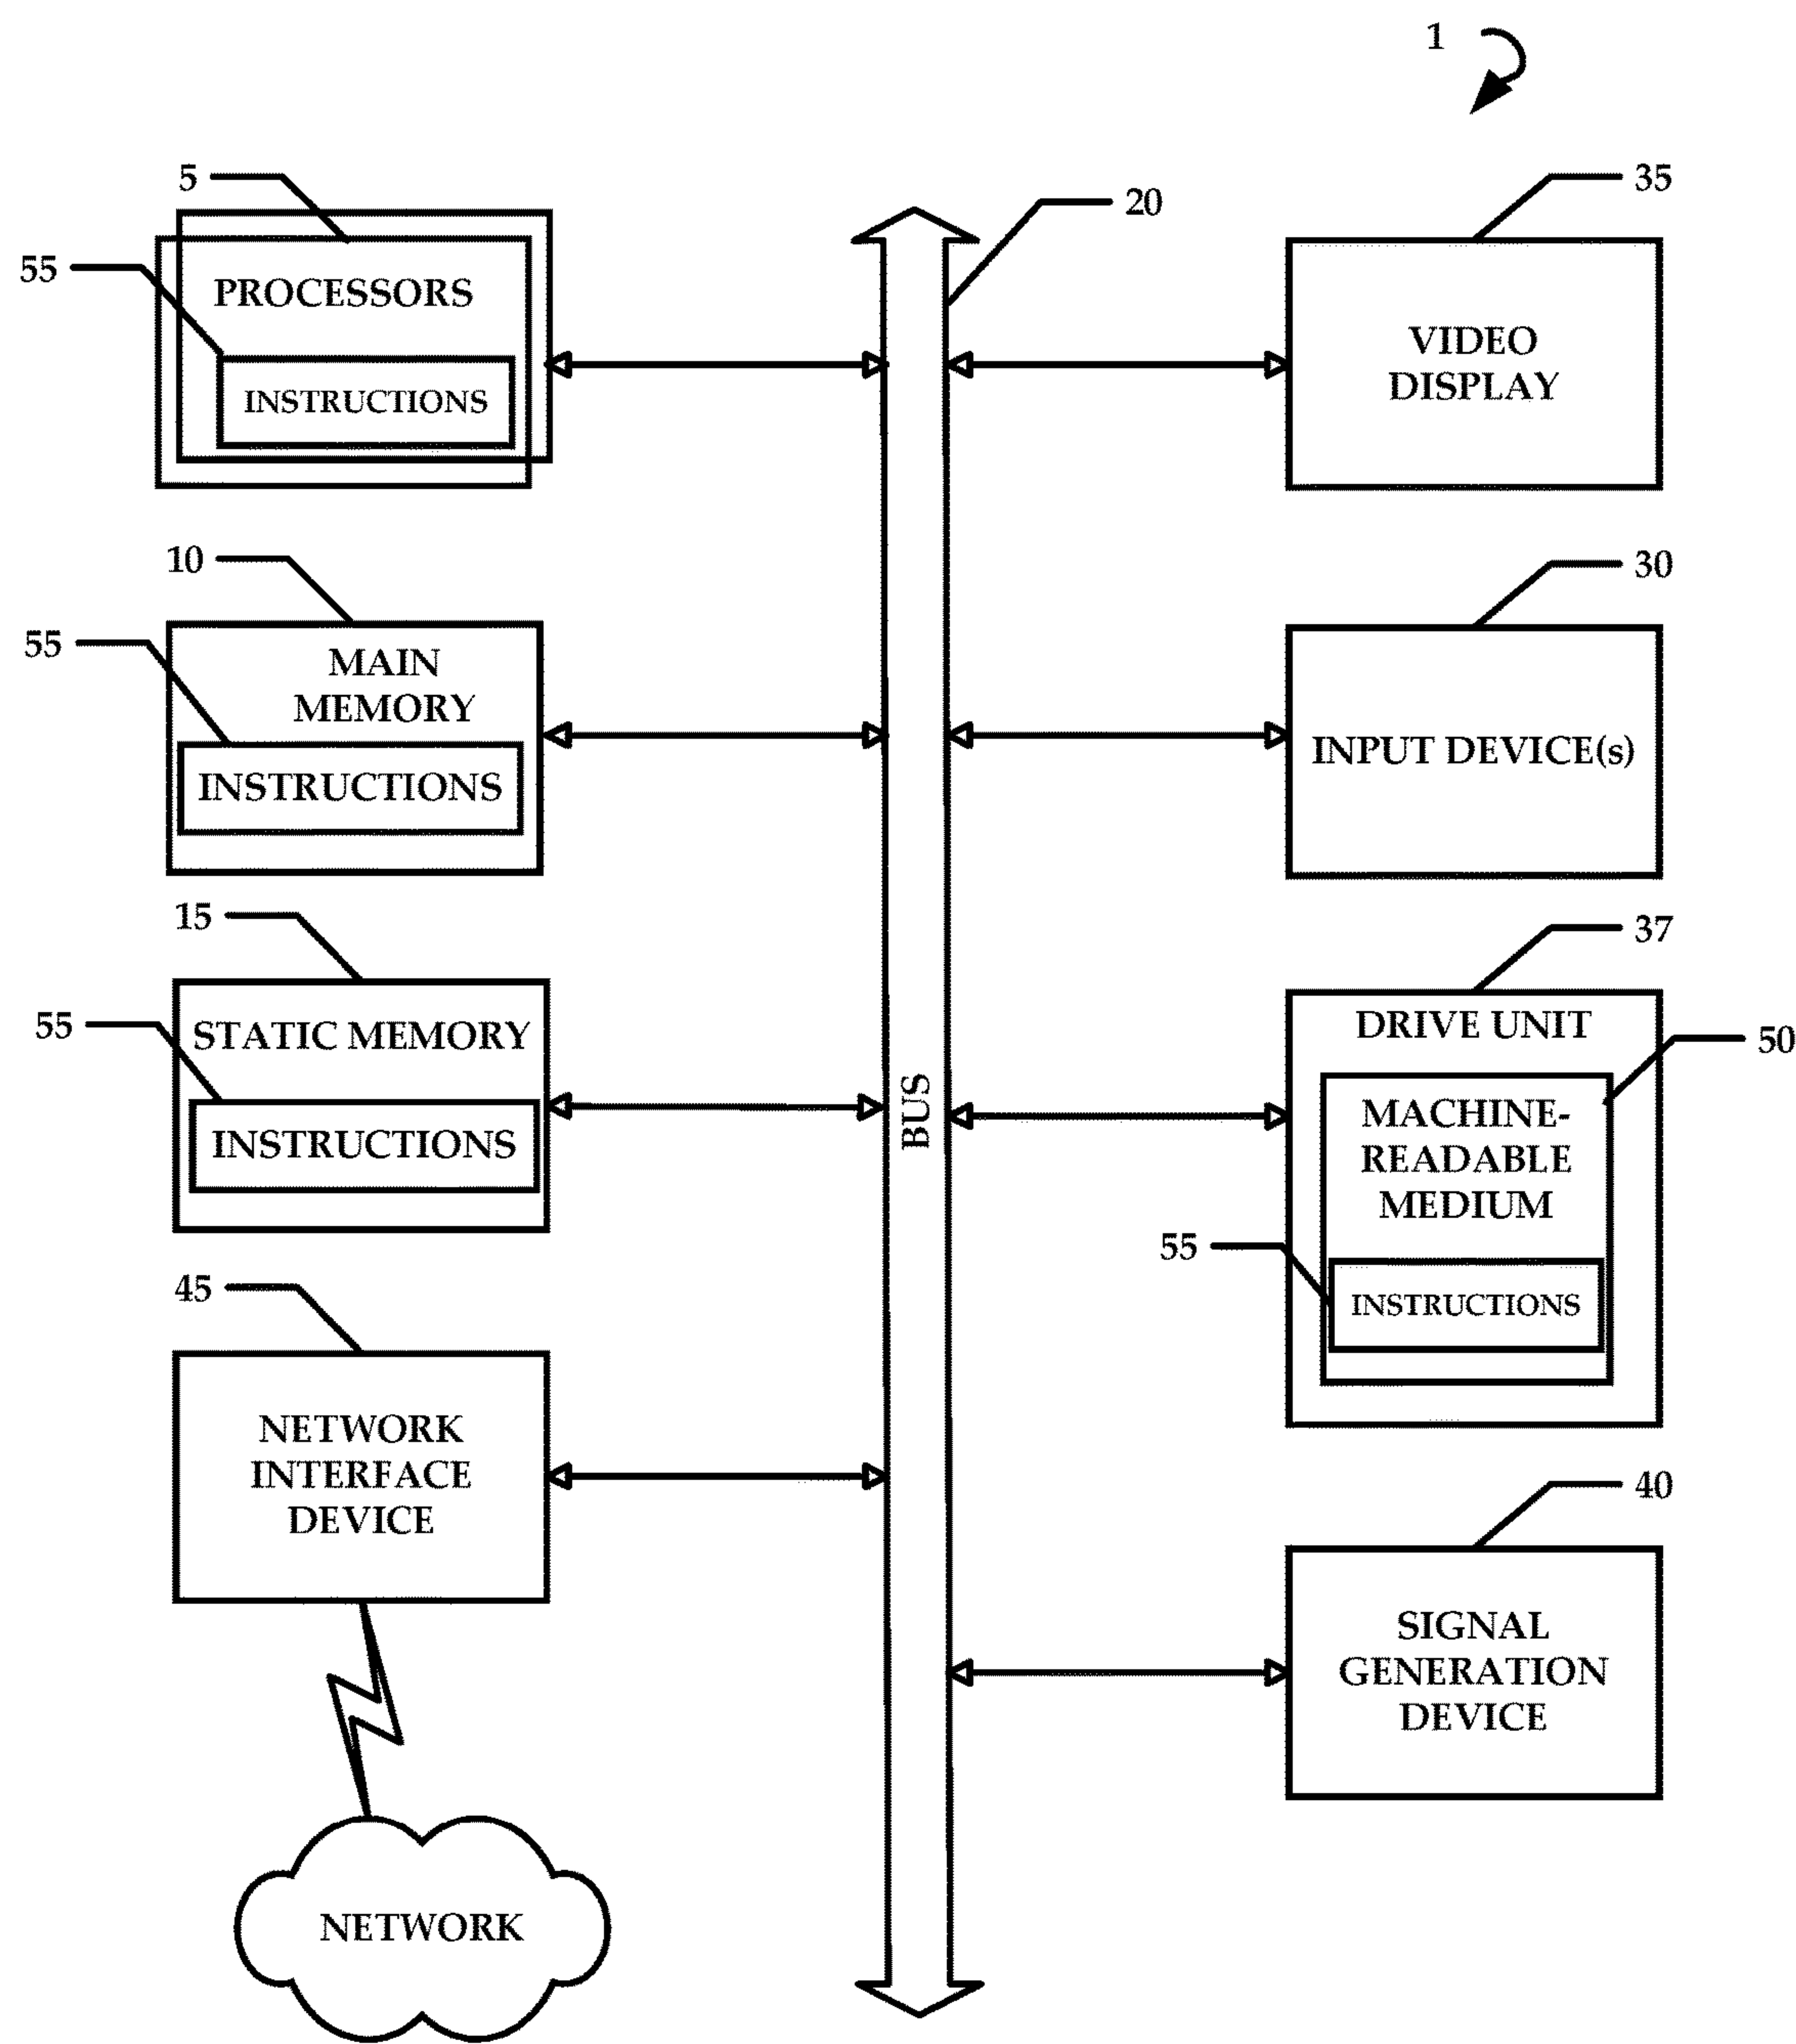 1
5
55
PROCESSORS
INSTRUCTIONS
10
55
MAIN
MEMORY
INSTRUCTIONS
15
55
STATIC MEMORY
INSTRUCTIONS
45
NETWORK
INTERFACE
DEVICE
NETWORK
20
BUS
35
VIDEO
DISPLAY
30
INPUT DEVICE(s)
37
DRIVE UNIT
50
MACHINE-
READABLE
MEDIUM
55
INSTRUCTIONS
40
SIGNAL
GENERATION
DEVICE